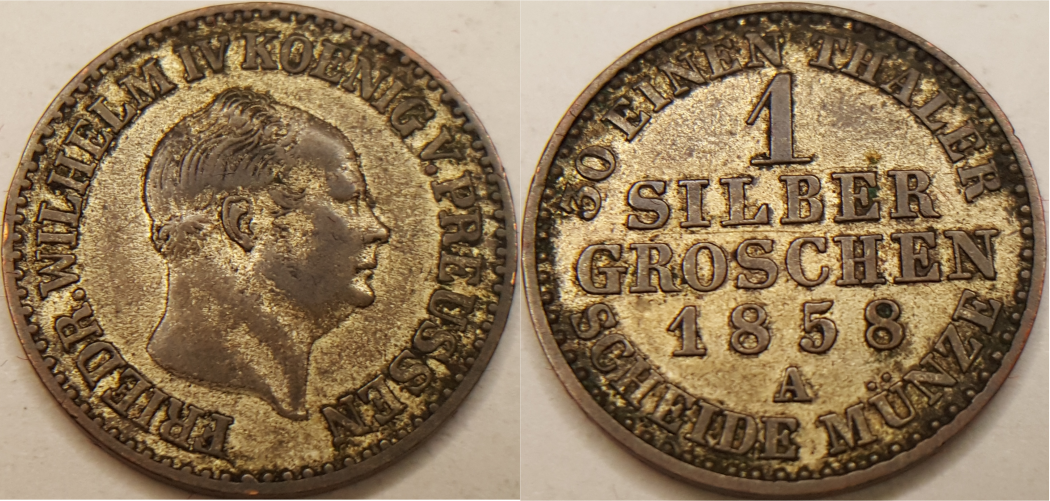 FRIEDR. WILHELM IV KOENIG V. PREUSSEN
30 EINEN THALER
1
SILBER
GROSCHEN
1858
A
SCHEIDE MÜNZE